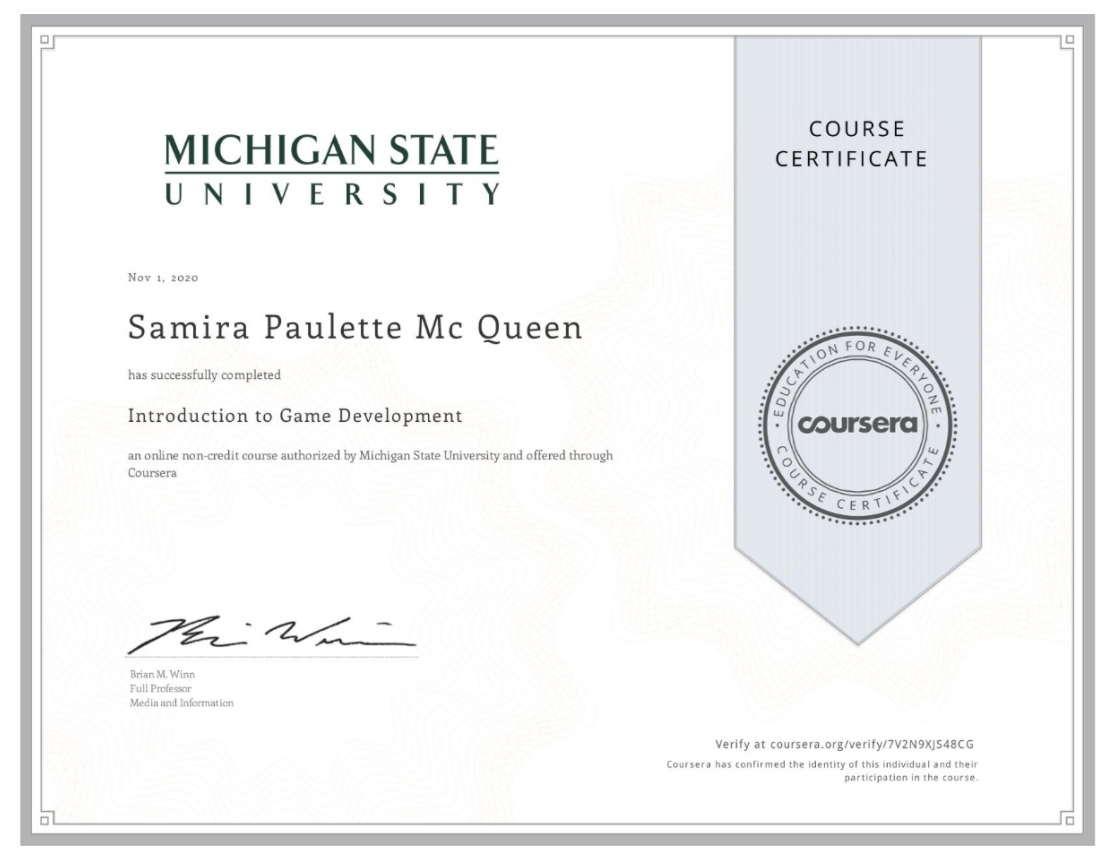 MICHIGAN STATE
UNIVERSITY
Nov 1, 2020
Samira Paulette Mc Queen
has successfully completed
Introduction to Game Development
an online non-credit course authorized by Michigan State University and offered through
Coursera
Brian M. Winn
Full Professor
Media and Information
COURSE
CERTIFICATE
EDUCATION FOR EVERYONE
coursera
COURSE CERTIFICATE
Verify at coursera.org/verify/7V2N9XJS48CG
Coursera has confirmed the identity of this individual and their
participation in the course.